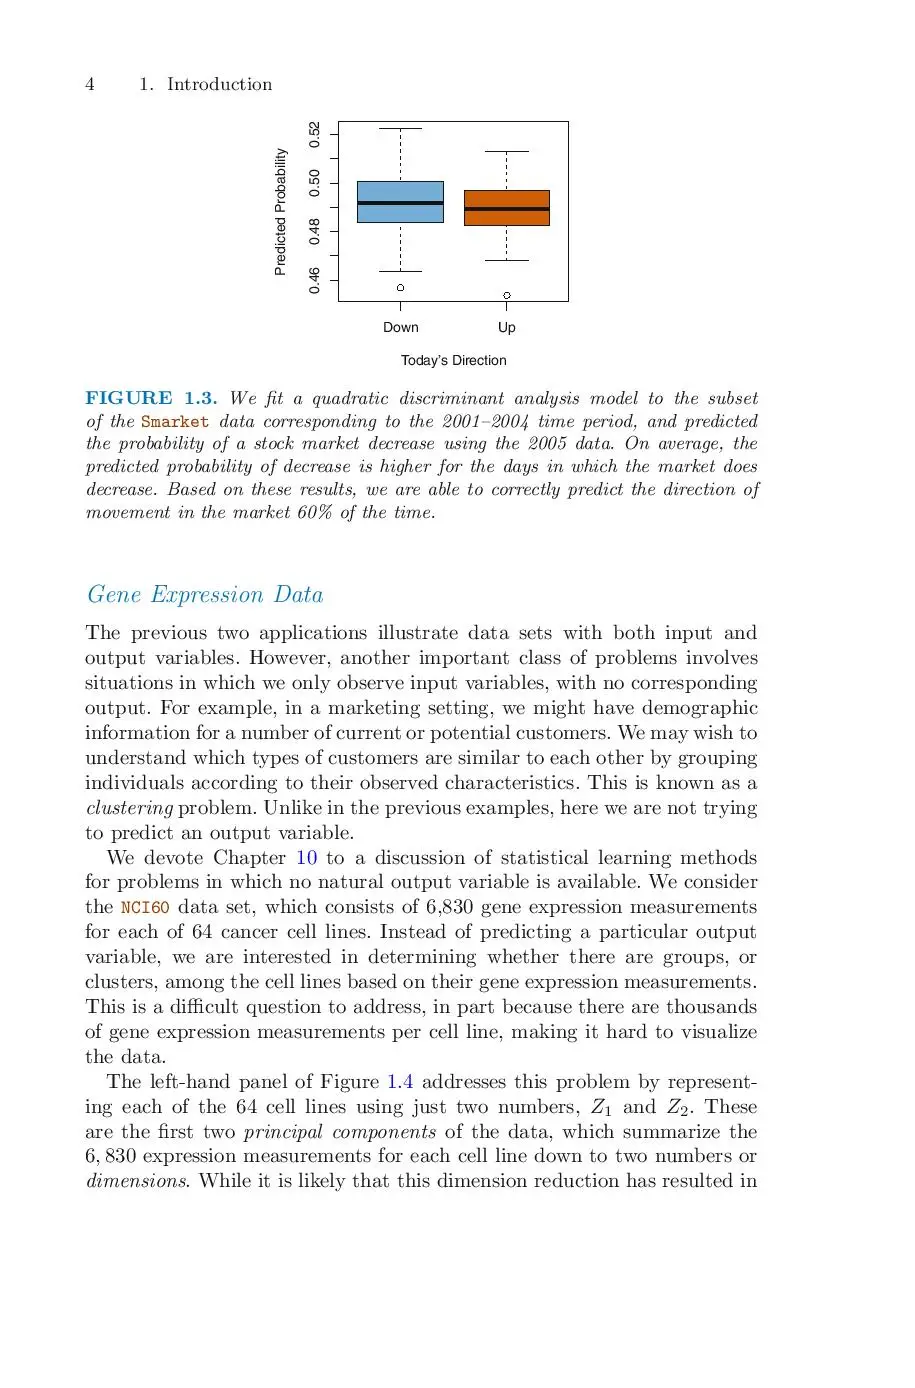 4 1. Introduction
0.52
0.50
0.48
0.46
Predicted Probability
Down Up
Today's Direction
FIGURE 1.3. We fit a quadratic discriminant analysis model to the subset
of the Smarket data corresponding to the 2001–2004 time period, and predicted
the probability of a stock market decrease using the 2005 data. On average, the
predicted probability of decrease is higher for the days in which the market does
decrease. Based on these results, we are able to correctly predict the direction of
movement in the market 60% of the time.
Gene Expression Data
The previous two applications illustrate data sets with both input and
output variables. However, another important class of problems involves
situations in which we only observe input variables, with no corresponding
output. For example, in a marketing setting, we might have demographic
information for a number of current or potential customers. We may wish to
understand which types of customers are similar to each other by grouping
individuals according to their observed characteristics. This is known as a
clustering problem. Unlike in the previous examples, here we are not trying
to predict an output variable.
We devote Chapter 10 to a discussion of statistical learning methods
for problems in which no natural output variable is available. We consider
the NCI60 data set, which consists of 6,830 gene expression measurements
for each of 64 cancer cell lines. Instead of predicting a particular output
variable, we are interested in determining whether there are groups, or
clusters, among the cell lines based on their gene expression measurements.
This is a difficult question to address, in part because there are thousands
of gene expression measurements per cell line, making it hard to visualize
the data.
The left-hand panel of Figure 1.4 addresses this problem by represent-
ing each of the 64 cell lines using just two numbers, Z₁ and Z₂. These
are the first two principal components of the data, which summarize the
6, 830 expression measurements for each cell line down to two numbers or
dimensions. While it is likely that this dimension reduction has resulted in